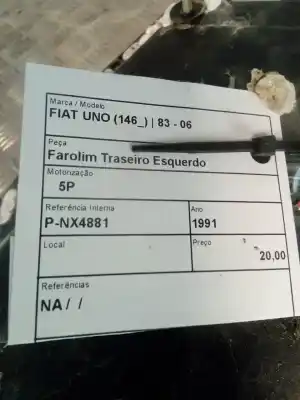 Marca / Modelo
FIAT UNO (146_) | 83 - 06
Peça
Farolim Traseiro Esquerdo
Motorização
5P
Referência Interna Ano
P-NX4881 1991
Local Preço
20,00
Referências
NA/ /